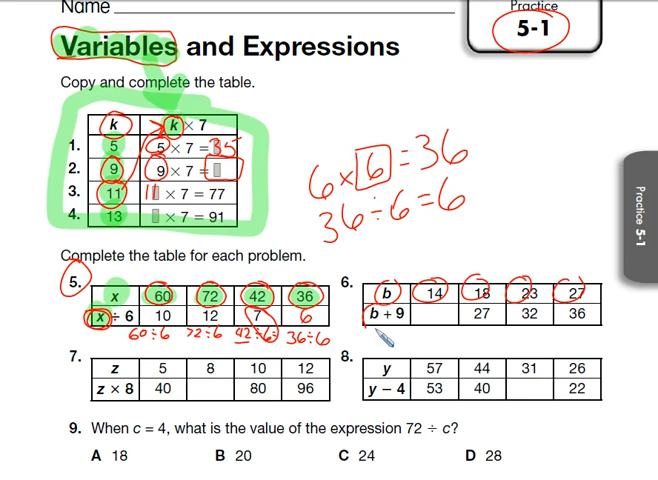 Name
Practice
5-1
Variables and Expressions
Copy and complete the table.
k k × 7
1. 5 5 × 7 = 35
2. 9 9 × 7 =
3. 11 11 × 7 = 77
4. 13 × 7 = 91
6 × 6 = 36
36 ÷ 6 = 6
Practice 5-1
Complete the table for each problem.
5.
x 60 72 42 36
x ÷ 6 10 12 7 6
60÷6 72÷6 42÷6= 36÷6
6.
b 14 18 23 27
b + 9 27 32 36
7.
z 5 8 10 12
z × 8 40 80 96
8.
y 57 44 31 26
y − 4 53 40 22
9. When c = 4, what is the value of the expression 72 ÷ c?
A 18 B 20 C 24 D 28